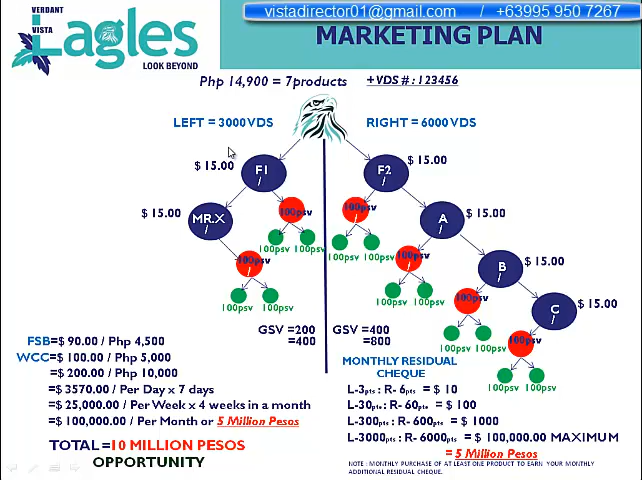 VERDANT
VISTA
Eagles
LOOK BEYOND
vistadirector01@gmail.com / +63995 950 7267
MARKETING PLAN
Php 14,900 = 7products +VDS # : 123456
LEFT = 3000VDS
RIGHT = 6000VDS
$ 15.00
F1
/
F2
/
$ 15.00
$ 15.00
MR.X
/
100psv
100psv
A
/
$ 15.00
100psv 100psv
100psv 100psv
100psv
/
100psv
/
B
/
$ 15.00
100psv 100psv
100psv 100psv
100psv
/
C
/
$ 15.00
100psv 100psv
100psv
/
100psv 100psv
GSV =200
=400
GSV =400
=800
FSB=$ 90.00 / Php 4,500
WCC=$ 100.00 / Php 5,000
=$ 200.00 / Php 10,000
=$ 3570.00 / Per Day x 7 days
=$ 25,000.00 / Per Week x 4 weeks in a month
=$ 100,000.00 / Per Month or 5 Million Pesos
TOTAL =10 MILLION PESOS
OPPORTUNITY
MONTHLY RESIDUAL
CHEQUE
L-3pts : R- 6pts = $ 10
L-30pts : R- 60pts = $ 100
L-300pts : R- 600pts = $ 1000
L-3000pts : R- 6000pts = $ 100,000.00 MAXIMUM
= 5 Million Pesos
NOTE : MONTHLY PURCHASE OF AT LEAST ONE PRODUCT TO EARN YOUR MONTHLY
ADDITIONAL RESIDUAL CHEQUE.